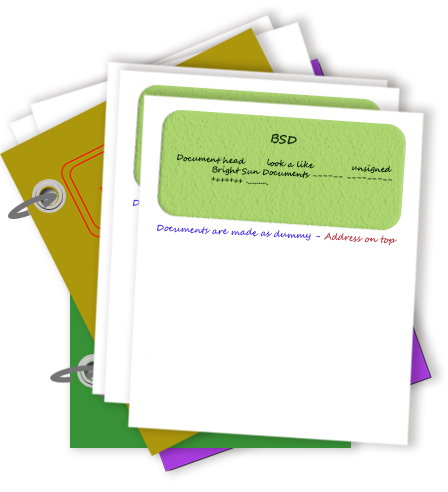 BSD
Document head look a like unsigned
Bright Sun Documents
+++++++
Documents are made as dummy - Address on top
D